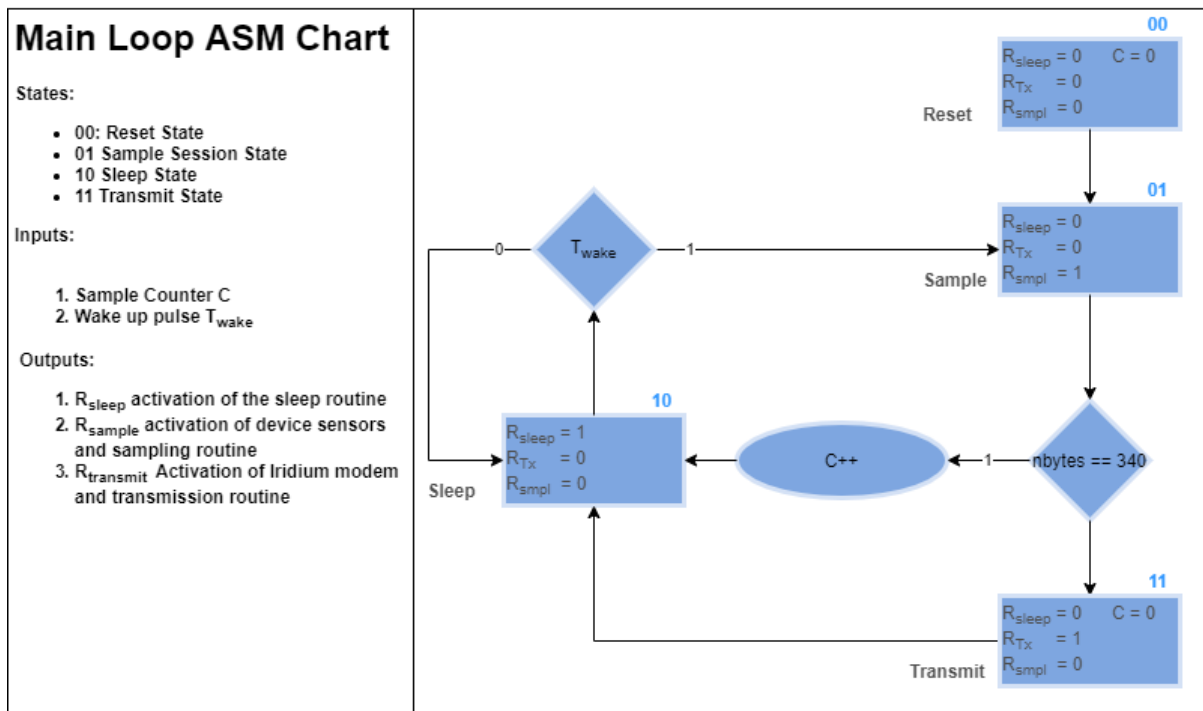 Main Loop ASM Chart
States:
00: Reset State
01 Sample Session State
10 Sleep State
11 Transmit State
Inputs:
1. Sample Counter C
2. Wake up pulse Twake
Outputs:
1. Rsleep activation of the sleep routine
2. Rsample activation of device sensors
and sampling routine
3. Rtransmit Activation of Iridium modem
and transmission routine
00
Rsleep = 0 C = 0
RTx = 0
Rsmpl = 0
Reset
01
Rsleep = 0
RTx = 0
Rsmpl = 1
Sample
0
Twake
1
10
Rsleep = 1
RTx = 0
Rsmpl = 0
Sleep
C++
1
nbytes == 340
11
Rsleep = 0 C = 0
RTx = 1
Rsmpl = 0
Transmit